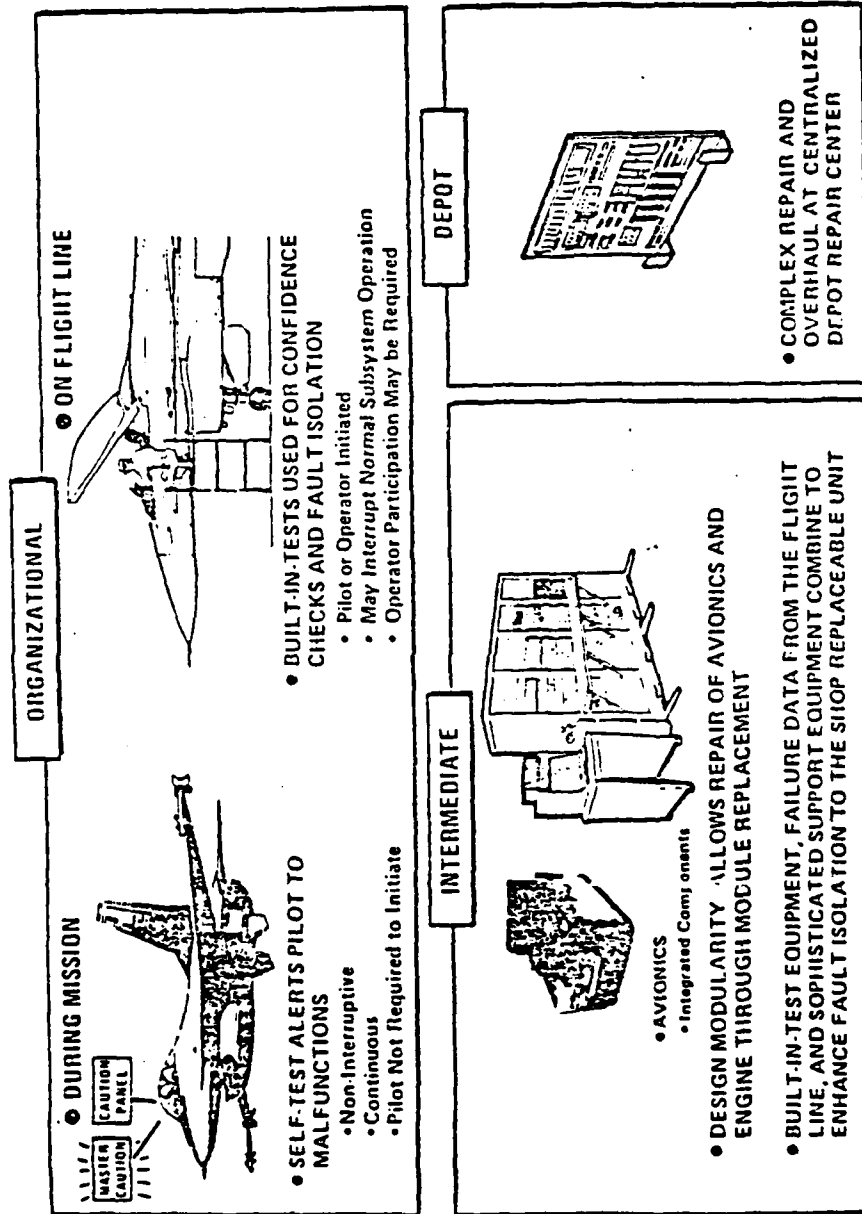 ORGANIZATIONAL
DURING MISSION
MASTER
CAUTION
CAUTION
PANEL
• SELF-TEST ALERTS PILOT TO
MALFUNCTIONS
• Non-Interruptive
• Continuous
• Pilot Not Required to Initiate
ON FLIGHT LINE
• BUILT-IN-TESTS USED FOR CONFIDENCE
CHECKS AND FAULT ISOLATION
• Pilot or Operator Initiated
• May Interrupt Normal Subsystem Operation
• Operator Participation May be Required
INTERMEDIATE
• AVIONICS
• Integrated Components
• DESIGN MODULARITY ALLOWS REPAIR OF AVIONICS AND
ENGINE THROUGH MODULE REPLACEMENT
• BUILT-IN-TEST EQUIPMENT, FAILURE DATA FROM THE FLIGHT
LINE, AND SOPHISTICATED SUPPORT EQUIPMENT COMBINE TO
ENHANCE FAULT ISOLATION TO THE SHOP REPLACEABLE UNIT
DEPOT
• COMPLEX REPAIR AND
OVERHAUL AT CENTRALIZED
DEPOT REPAIR CENTER